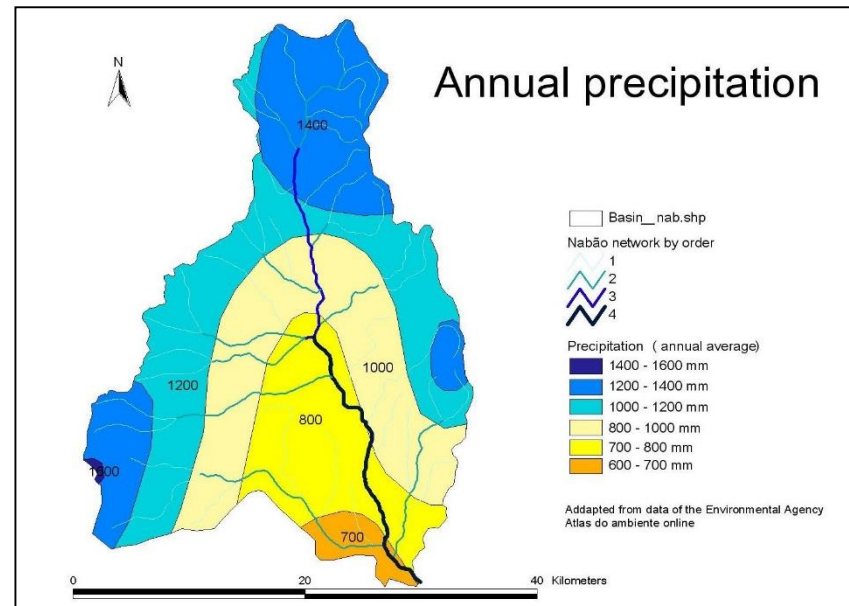 Annual precipitation
N
1400
1200
1000
800
1600
700
Basin__nab.shp
Nabão network by order
1
2
3
4
Precipitation ( annual average)
1400 - 1600 mm
1200 - 1400 mm
1000 - 1200 mm
800 - 1000 mm
700 - 800 mm
600 - 700 mm
Addapted from data of the Environmental Agency
Atlas do ambiente online
0 20 40 Kilometers